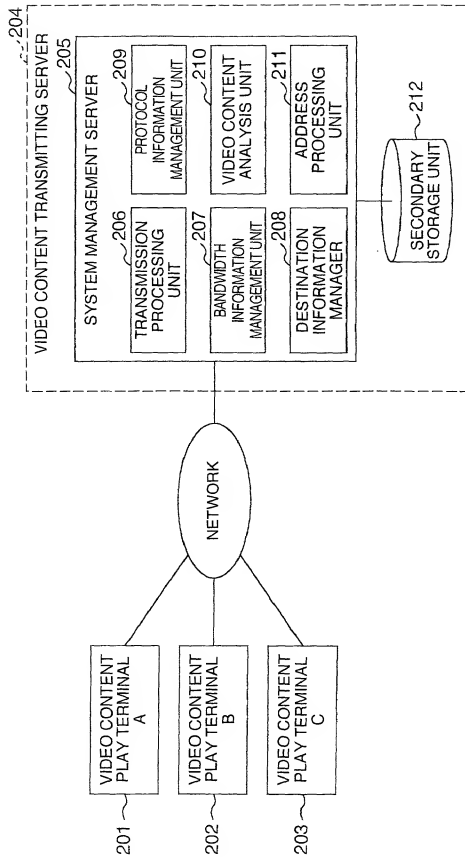 204
VIDEO CONTENT TRANSMITTING SERVER
205
SYSTEM MANAGEMENT SERVER
206
TRANSMISSION
PROCESSING
UNIT
209
PROTOCOL
INFORMATION
MANAGEMENT UNIT
207
BANDWIDTH
INFORMATION
MANAGEMENT UNIT
210
VIDEO CONTENT
ANALYSIS UNIT
208
DESTINATION
INFORMATION
MANAGER
211
ADDRESS
PROCESSING
UNIT
212
SECONDARY
STORAGE UNIT
NETWORK
VIDEO CONTENT
PLAY TERMINAL
A
201
VIDEO CONTENT
PLAY TERMINAL
B
202
VIDEO CONTENT
PLAY TERMINAL
C
203